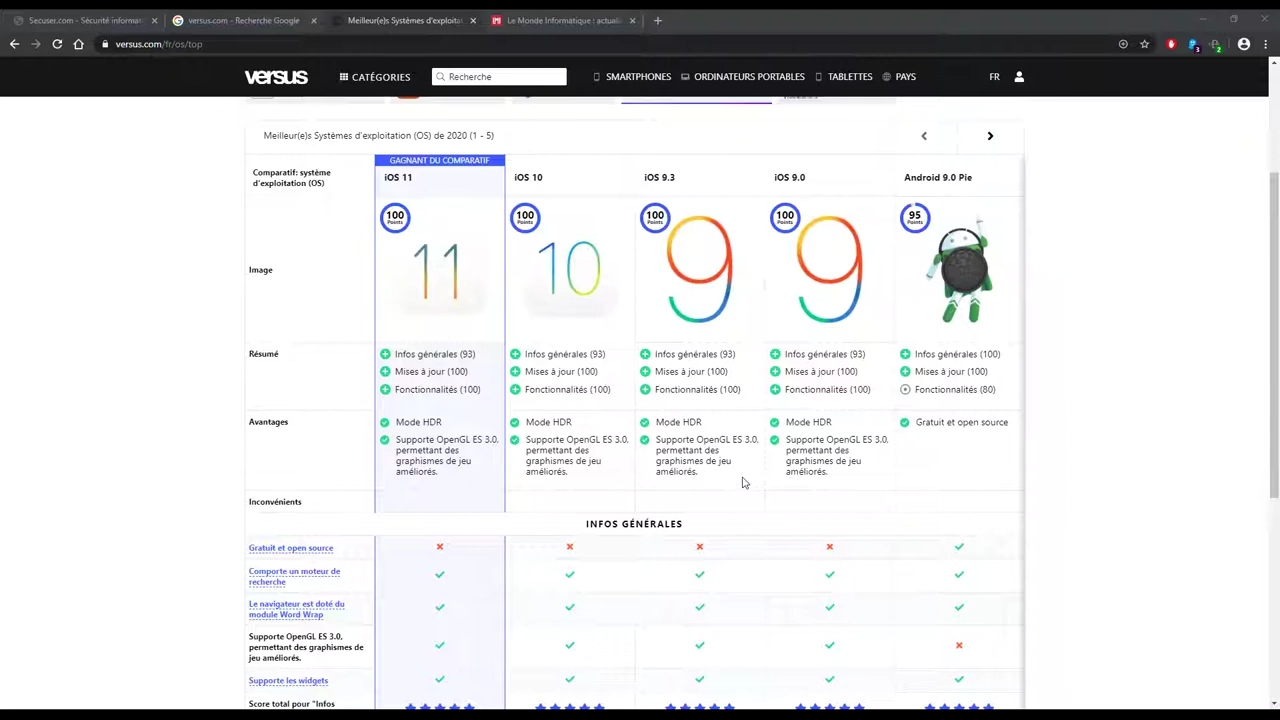 Secuser.com - Sécurité informat
versus.com - Recherche Google
Meilleur(e)s Systèmes d'exploita
Le Monde Informatique : actuali
versus.com/fr/os/top
versus
CATÉGORIES
Recherche
SMARTPHONES
ORDINATEURS PORTABLES
TABLETTES
PAYS
FR
Meilleur(e)s Systèmes d'exploitation (OS) de 2020 (1 - 5)
GAGNANT DU COMPARATIF
Comparatif: système
d'exploitation (OS)
iOS 11
iOS 10
iOS 9.3
iOS 9.0
Android 9.0 Pie
Image
100
Points
11
100
Points
10
100
Points
9
100
Points
9
95
Points
Résumé
Infos générales (93)
Mises à jour (100)
Fonctionnalités (100)
Infos générales (93)
Mises à jour (100)
Fonctionnalités (100)
Infos générales (93)
Mises à jour (100)
Fonctionnalités (100)
Infos générales (93)
Mises à jour (100)
Fonctionnalités (100)
Infos générales (100)
Mises à jour (100)
Fonctionnalités (80)
Avantages
Mode HDR
Supporte OpenGL ES 3.0,
permettant des
graphismes de jeu
améliorés.
Mode HDR
Supporte OpenGL ES 3.0,
permettant des
graphismes de jeu
améliorés.
Mode HDR
Supporte OpenGL ES 3.0,
permettant des
graphismes de jeu
améliorés.
Mode HDR
Supporte OpenGL ES 3.0,
permettant des
graphismes de jeu
améliorés.
Gratuit et open source
Inconvénients
INFOS GÉNÉRALES
Gratuit et open source
Comporte un moteur de
recherche
Le navigateur est doté du
module Word Wrap
Supporte OpenGL ES 3.0,
permettant des graphismes de
jeu améliorés.
Supporte les widgets
Score total pour "Infos